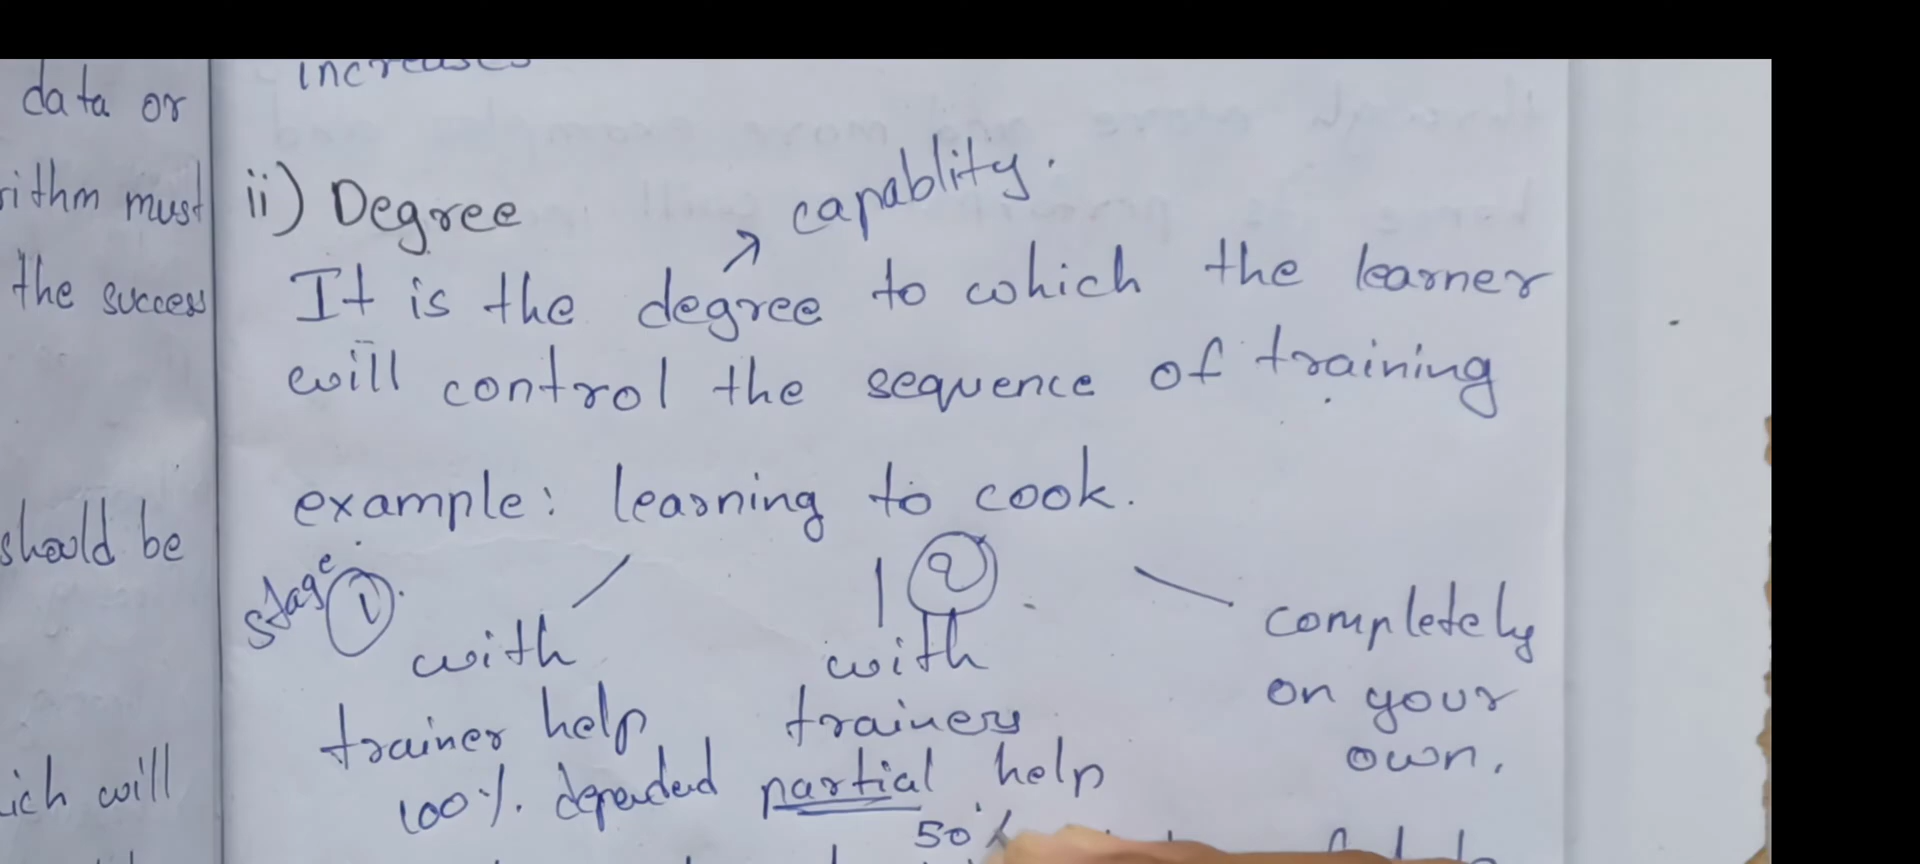 data or
rithm must
the success
should be
ich will
increases
ii) Degree
capablity.
It is the degree to which the learner
will control the sequence of training
example: learning to cook.
stage 1
2
with
trainer help
100%. depended
with
trainers
partial help
50%
completely
on your
own.